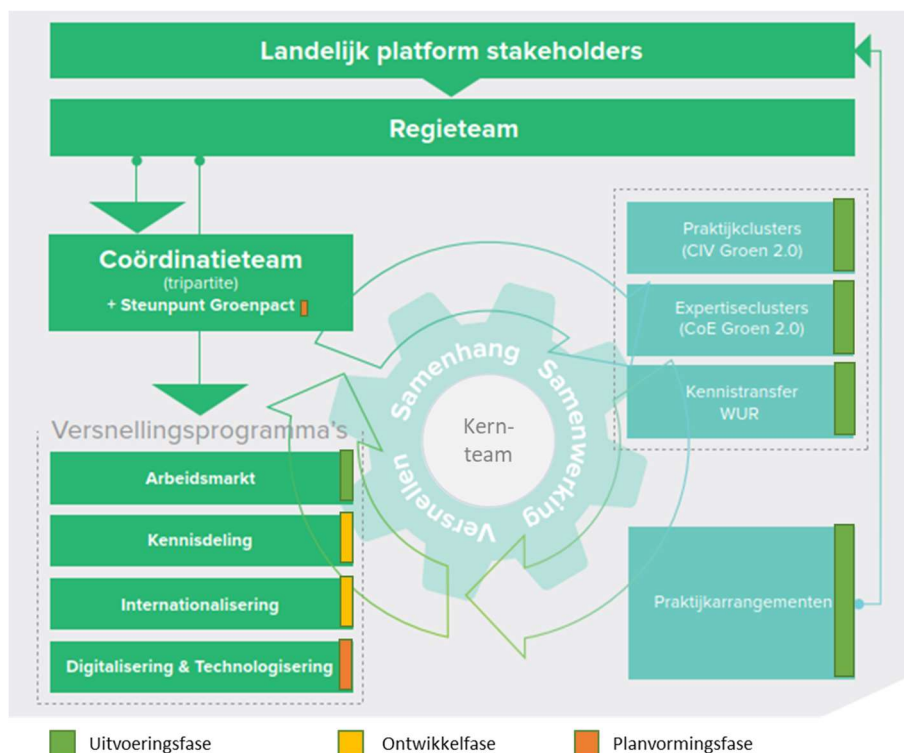 Landelijk platform stakeholders
Regieteam
Coördinatieteam
(tripartite)
+ Steunpunt Groenpact
Versnellingsprogramma's
Arbeidsmarkt
Kennisdeling
Internationalisering
Digitalisering & Technologisering
Samenhang
Samenwerking
Versnellen
Kern-
team
Praktijkclusters
(CIV Groen 2.0)
Expertiseclusters
(CoE Groen 2.0)
Kennistransfer
WUR
Praktijkarrangementen
Uitvoeringsfase
Ontwikkelfase
Planvormingsfase